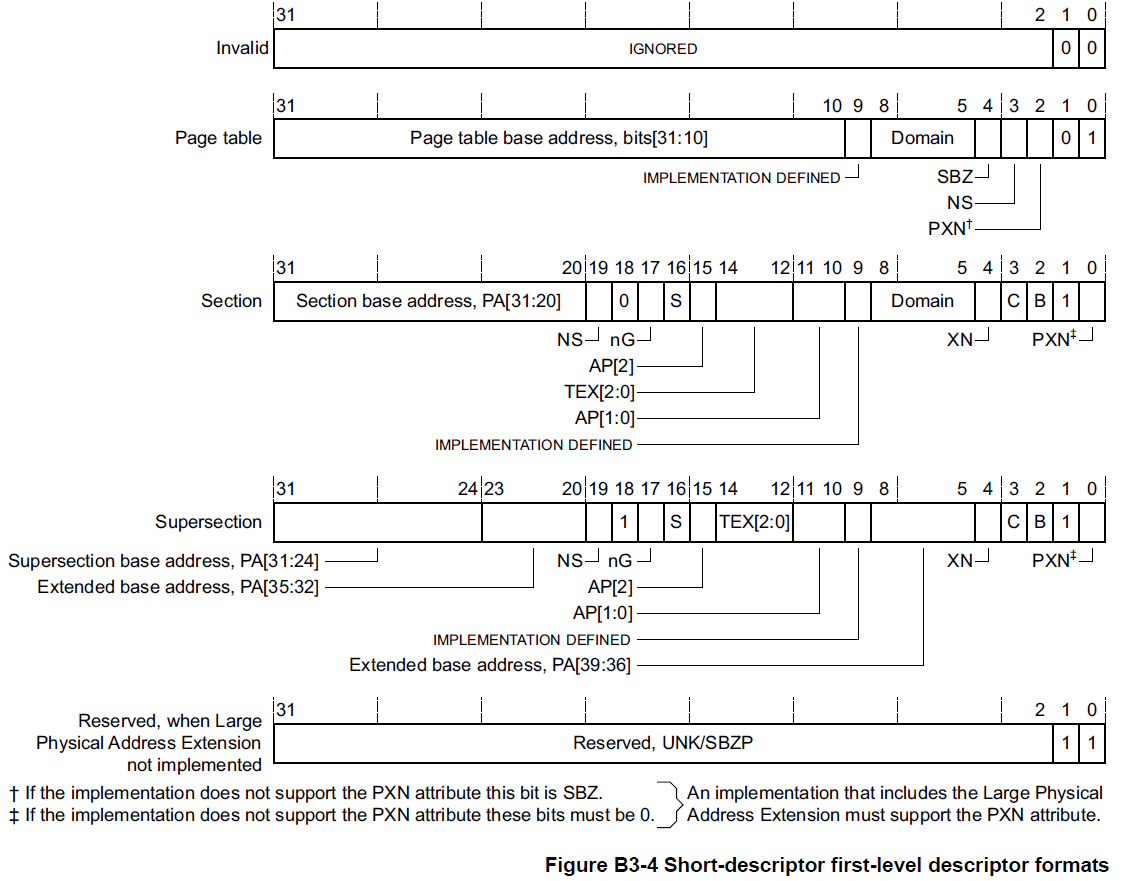 31 2 1 0
Invalid IGNORED 0 0
31 10 9 8 5 4 3 2 1 0
Page table Page table base address, bits[31:10] Domain 0 1
IMPLEMENTATION DEFINED SBZ
NS
PXN†
31 20 19 18 17 16 15 14 12 11 10 9 8 5 4 3 2 1 0
Section Section base address, PA[31:20] 0 S Domain C B 1
NS nG XN PXN‡
AP[2]
TEX[2:0]
AP[1:0]
IMPLEMENTATION DEFINED
31 24 23 20 19 18 17 16 15 14 12 11 10 9 8 5 4 3 2 1 0
Supersection 1 S TEX[2:0] C B 1
Supersection base address, PA[31:24] NS nG XN PXN‡
Extended base address, PA[35:32] AP[2]
AP[1:0]
IMPLEMENTATION DEFINED
Extended base address, PA[39:36]
31 2 1 0
Reserved, when Large
Physical Address Extension Reserved, UNK/SBZP 1 1
not implemented
† If the implementation does not support the PXN attribute this bit is SBZ. An implementation that includes the Large Physical
‡ If the implementation does not support the PXN attribute these bits must be 0. Address Extension must support the PXN attribute.
Figure B3-4 Short-descriptor first-level descriptor formats